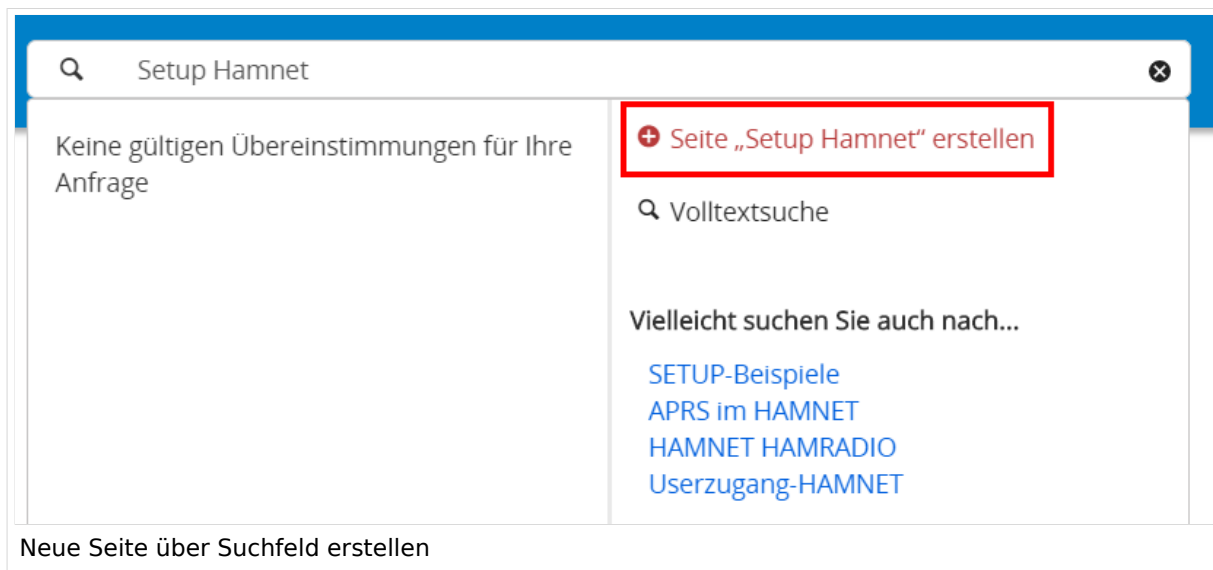 Setup Hamnet
Keine gültigen Übereinstimmungen für Ihre
Anfrage
Seite „Setup Hamnet“ erstellen
Volltextsuche
Vielleicht suchen Sie auch nach...
SETUP-Beispiele
APRS im HAMNET
HAMNET HAMRADIO
Userzugang-HAMNET
Neue Seite über Suchfeld erstellen